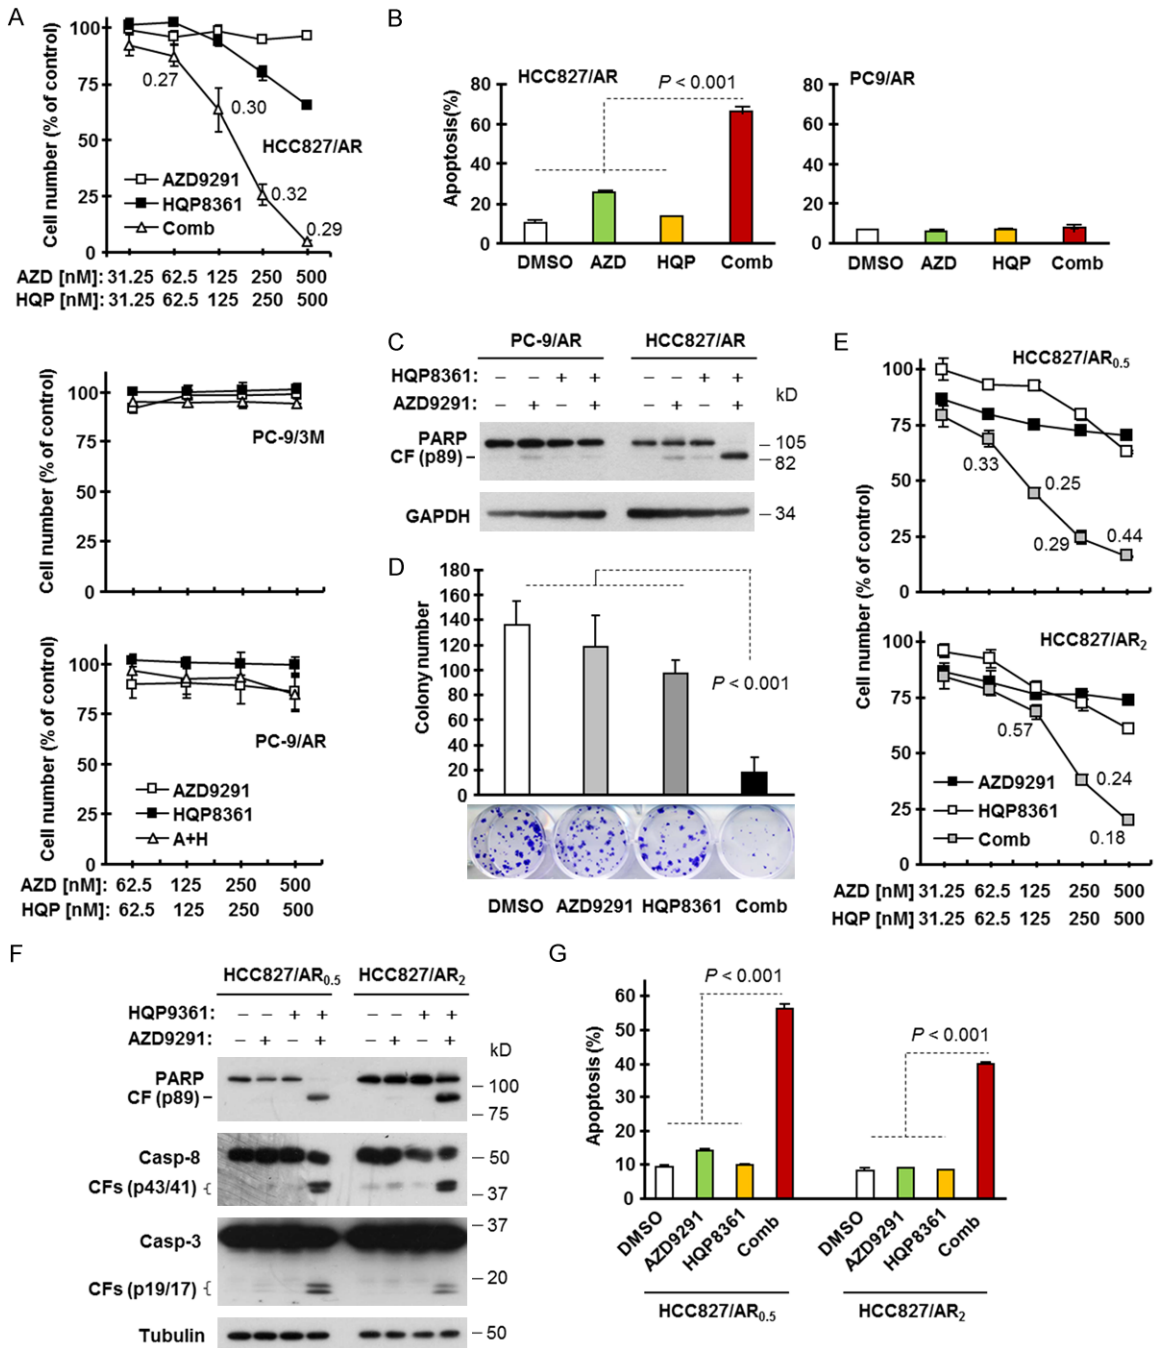 A
Cell number (% of control)
100
75
50
25
0
0.27
0.30
0.32
0.29
HCC827/AR
AZD9291
HQP8361
Comb
AZD [nM]: 31.25 62.5 125 250 500
HQP [nM]: 31.25 62.5 125 250 500
Cell number (% of control)
100
75
50
25
0
PC-9/3M
Cell number (% of control)
100
75
50
25
0
PC-9/AR
AZD9291
HQP8361
A+H
AZD [nM]: 62.5 125 250 500
HQP [nM]: 62.5 125 250 500
B
Apoptosis(%)
HCC827/AR
P < 0.001
80
60
40
20
0
DMSO AZD HQP Comb
PC9/AR
80
60
40
20
0
DMSO AZD HQP Comb
C
PC-9/AR HCC827/AR
HQP8361: – – + + – – + +
AZD9291: – + – + – + – +
kD
PARP
CF (p89) –
– 105
– 82
GAPDH
– 34
D
Colony number
180
160
140
120
100
80
60
40
20
0
P < 0.001
DMSO AZD9291 HQP8361 Comb
E
Cell number (% of control)
HCC827/AR0.5
100
75
50
25
0
0.33
0.25
0.29
0.44
HCC827/AR2
100
75
50
25
0
0.57
0.24
0.18
AZD9291
HQP8361
Comb
AZD [nM] 31.25 62.5 125 250 500
HQP [nM] 31.25 62.5 125 250 500
F
HCC827/AR0.5 HCC827/AR2
HQP9361: – – + + – – + +
AZD9291: – + – + – + – +
kD
PARP
CF (p89) –
– 100
– 75
Casp-8
CFs (p43/41) {
– 50
– 37
Casp-3
CFs (p19/17) {
– 37
– 20
– 15
Tubulin
– 50
G
Apoptosis (%)
60
50
40
30
20
10
0
P < 0.001
P < 0.001
DMSO AZD9291 HQP8361 Comb
DMSO AZD9291 HQP8361 Comb
HCC827/AR0.5 HCC827/AR2